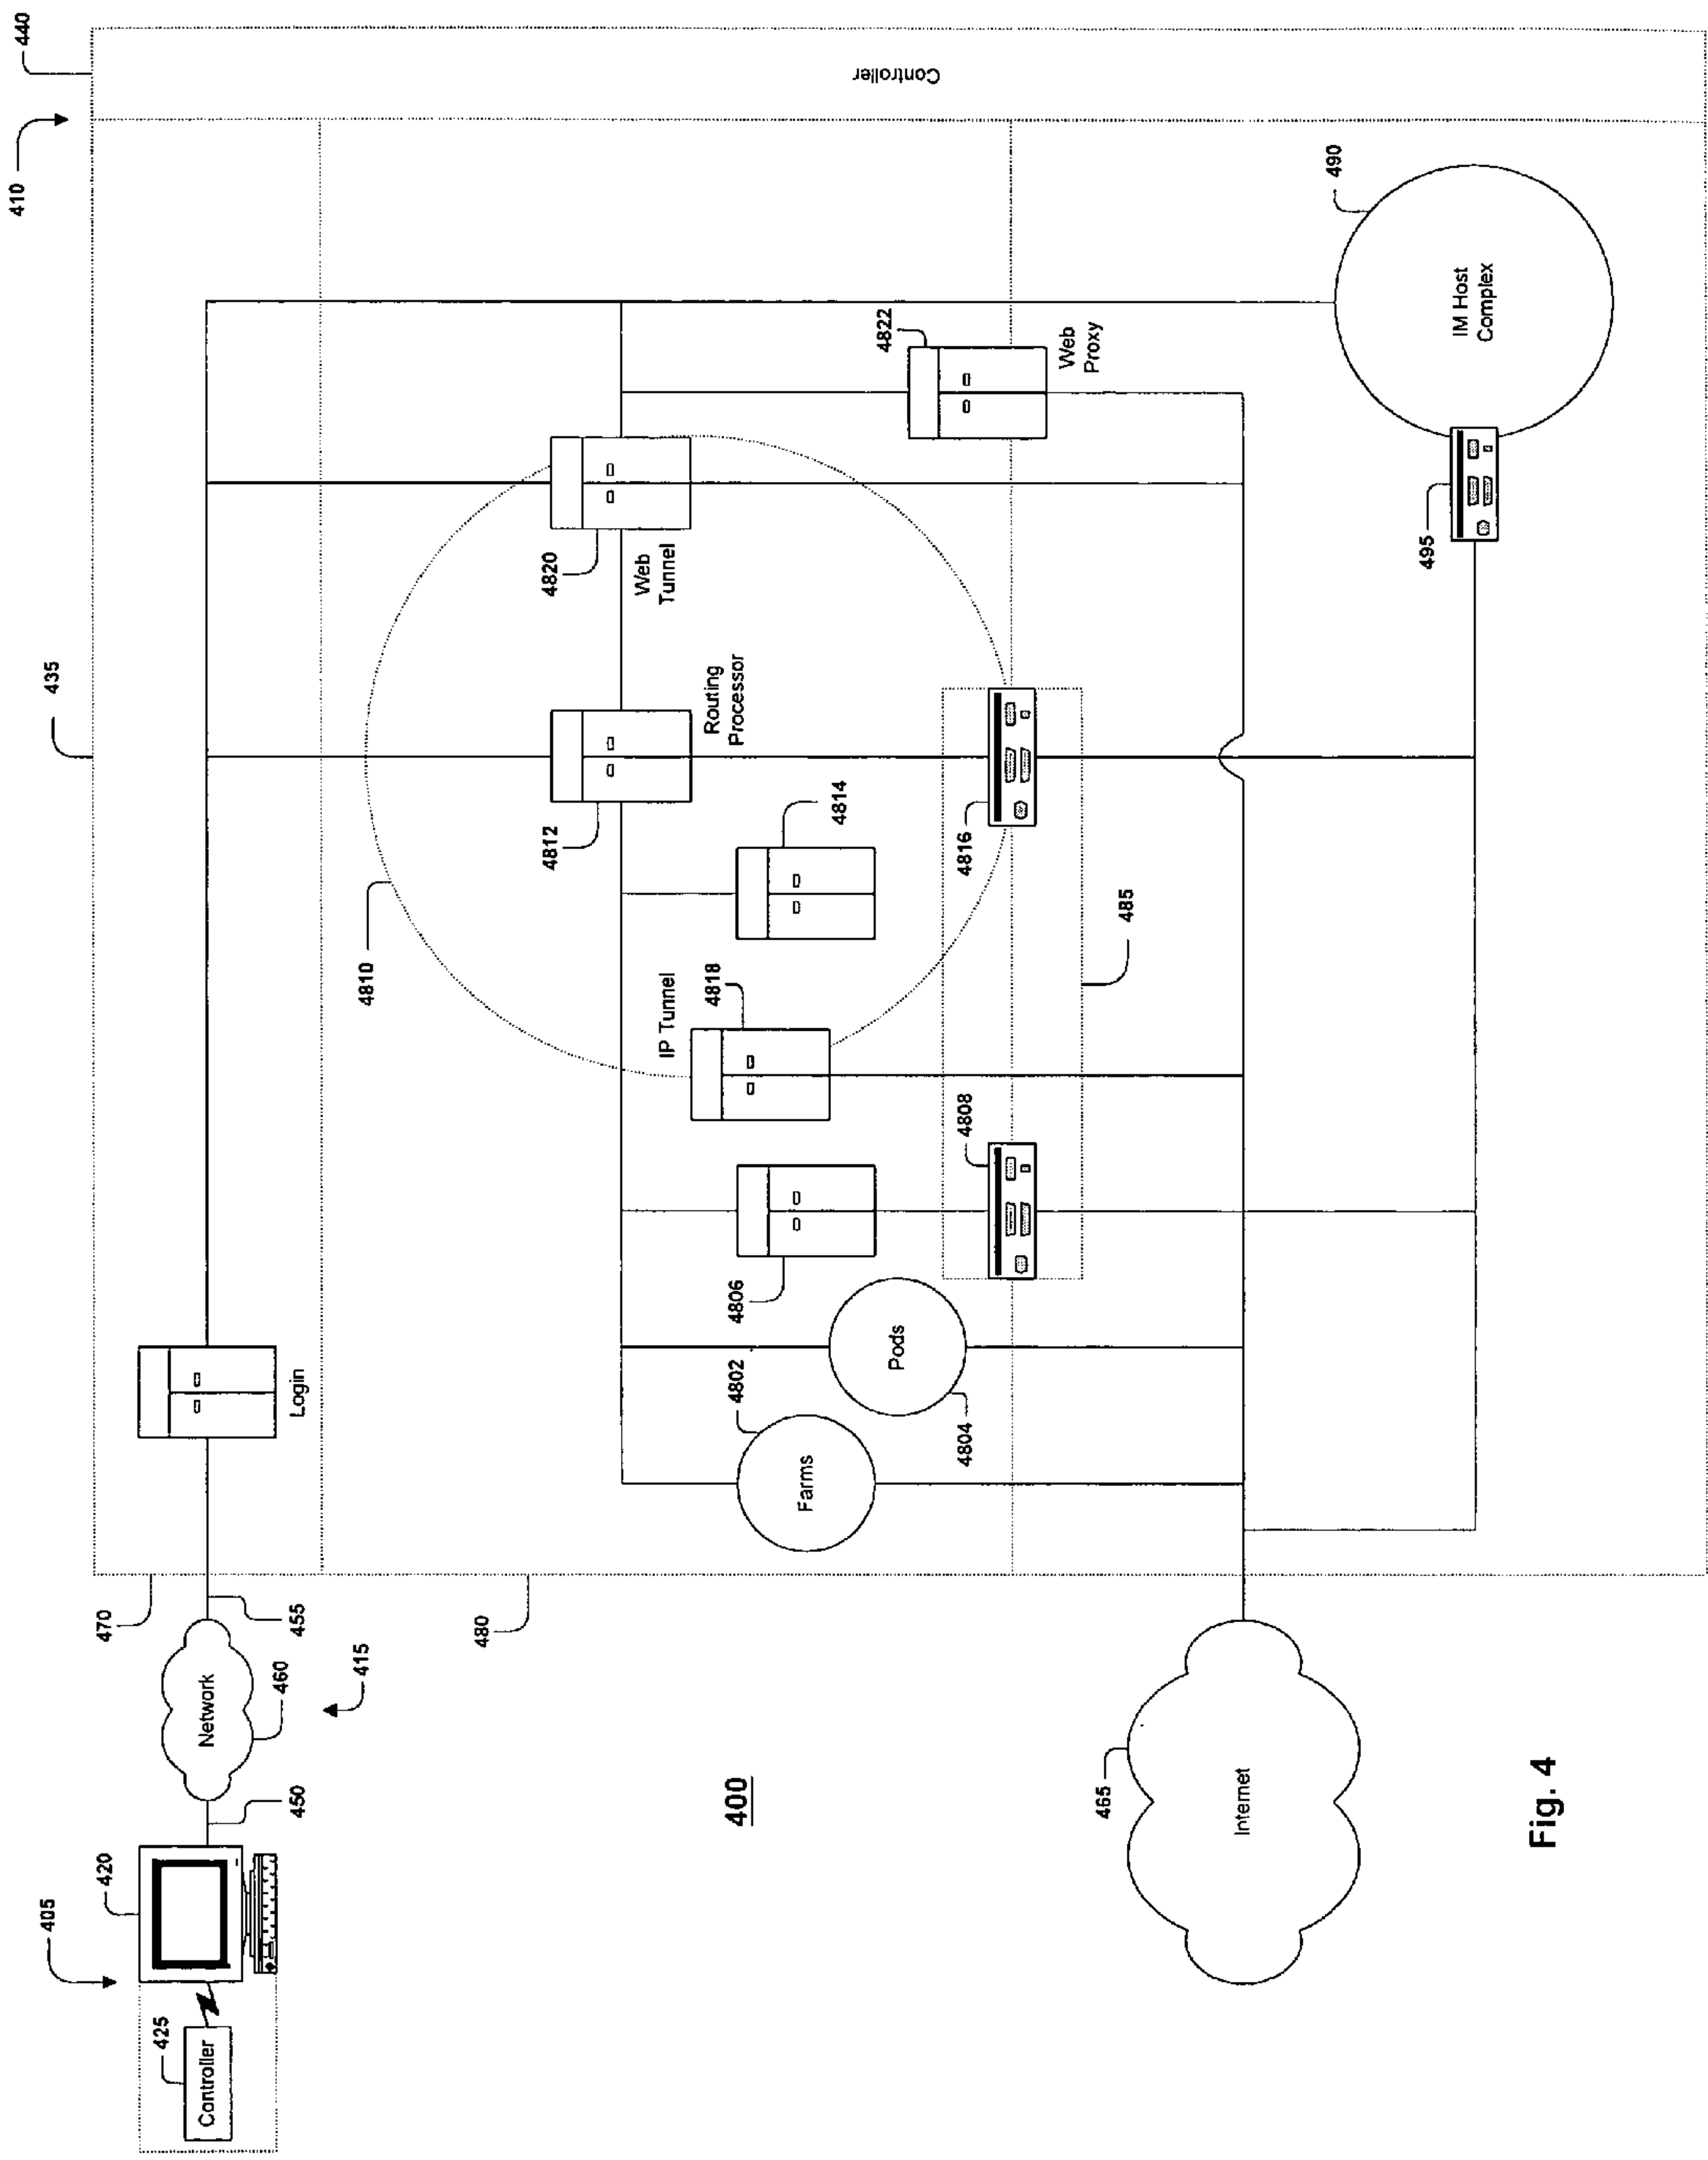 405
420
425
Controller
450
Network
460
455
415
470
Login
435
410
440
Controller
480
4810
4812
Routing
Processor
4820
Web
Tunnel
4802
Farms
Pods
4804
4806
IP Tunnel
4818
4814
4808
4816
485
4822
Web
Proxy
490
IM Host
Complex
495
465
Internet
400
Fig. 4